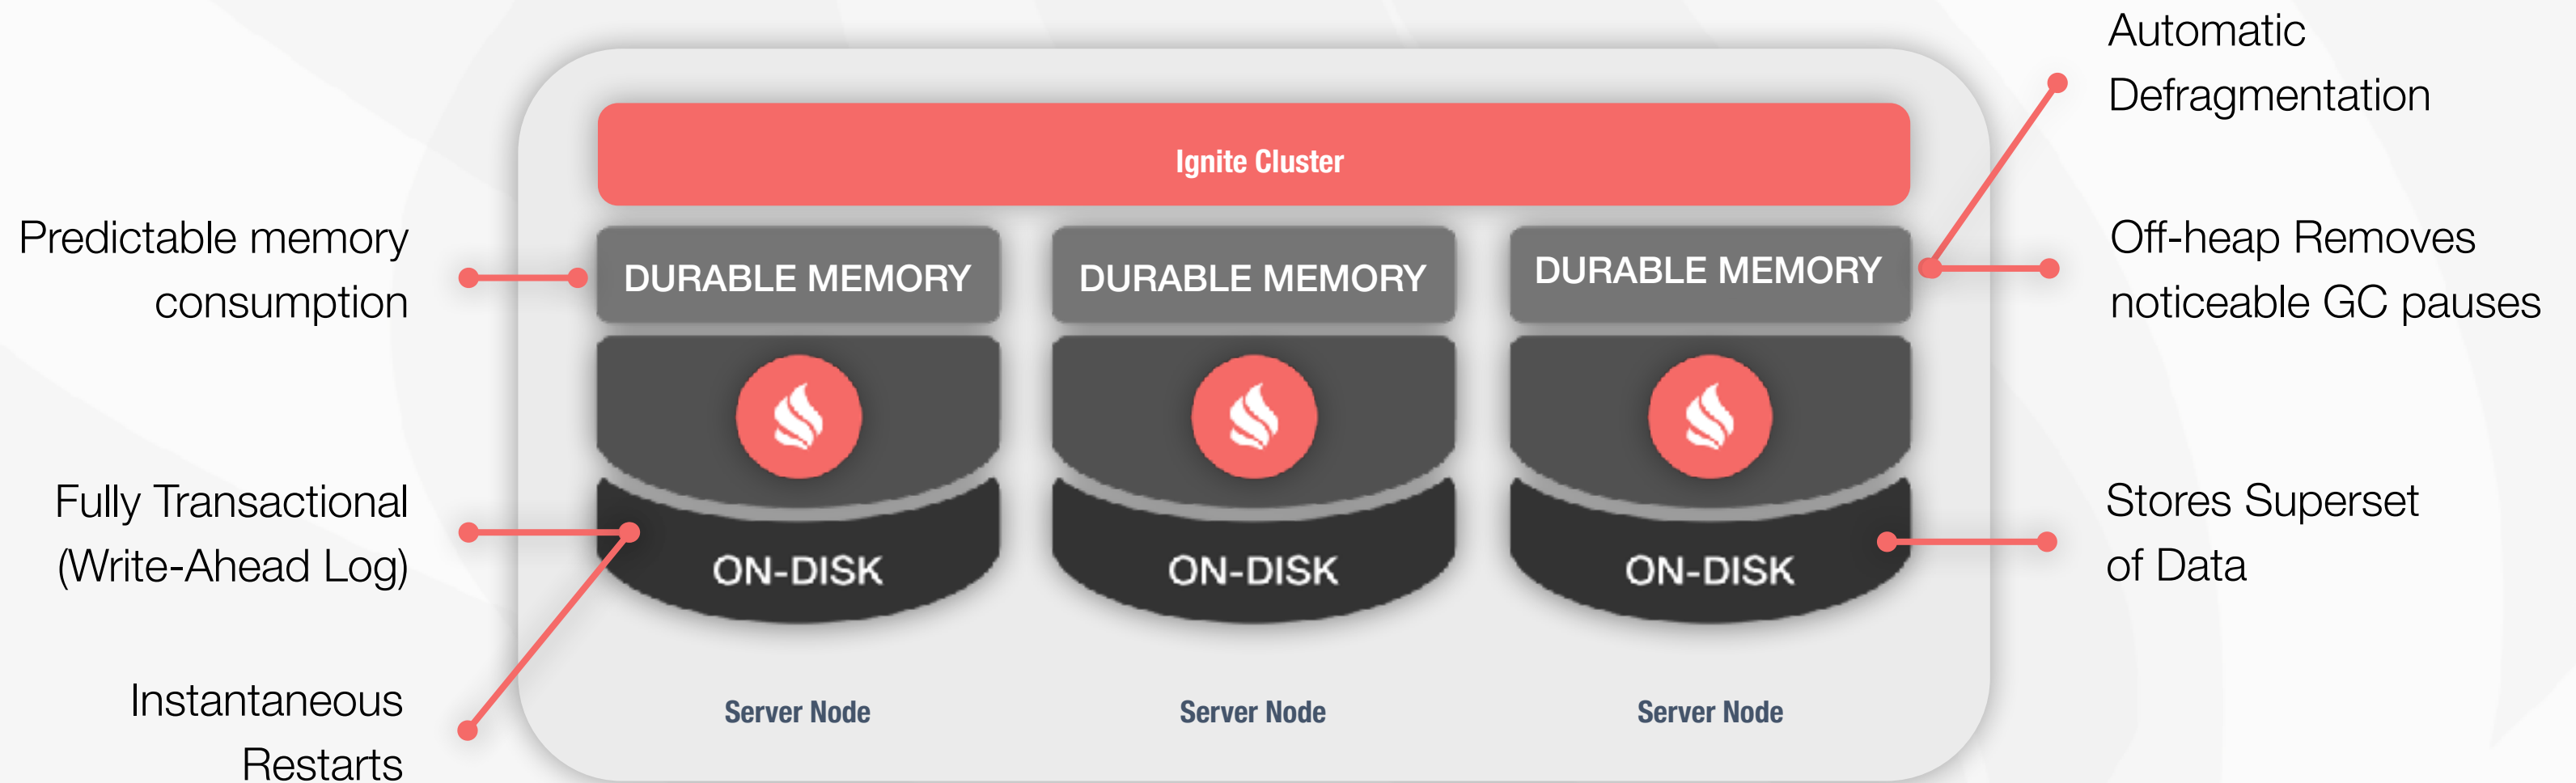 Automatic
Defragmentation
Ignite Cluster
Predictable memory
consumption
DURABLE MEMORY
DURABLE MEMORY
DURABLE MEMORY
Off-heap Removes
noticeable GC pauses
Fully Transactional
(Write-Ahead Log)
ON-DISK
ON-DISK
ON-DISK
Stores Superset
of Data
Instantaneous
Restarts
Server Node
Server Node
Server Node